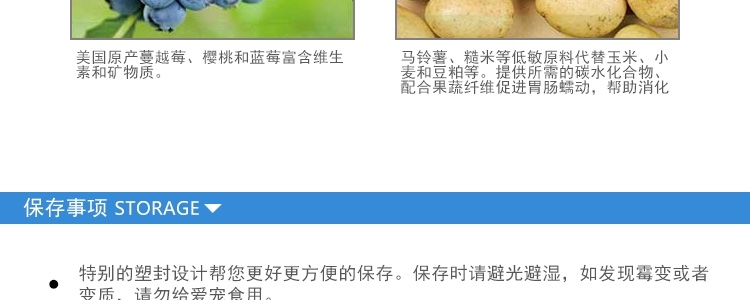 美国原产蔓越莓、樱桃和蓝莓富含维生
素和矿物质。
马铃薯、糙米等低敏原料代替玉米、小
麦和豆粕等。提供所需的碳水化合物、
配合果蔬纤维促进胃肠蠕动，帮助消化
保存事项 STORAGE
特别的塑封设计帮您更好更方便的保存。保存时请避光避湿，如发现霉变或者
变质，请勿给爱宠食用。